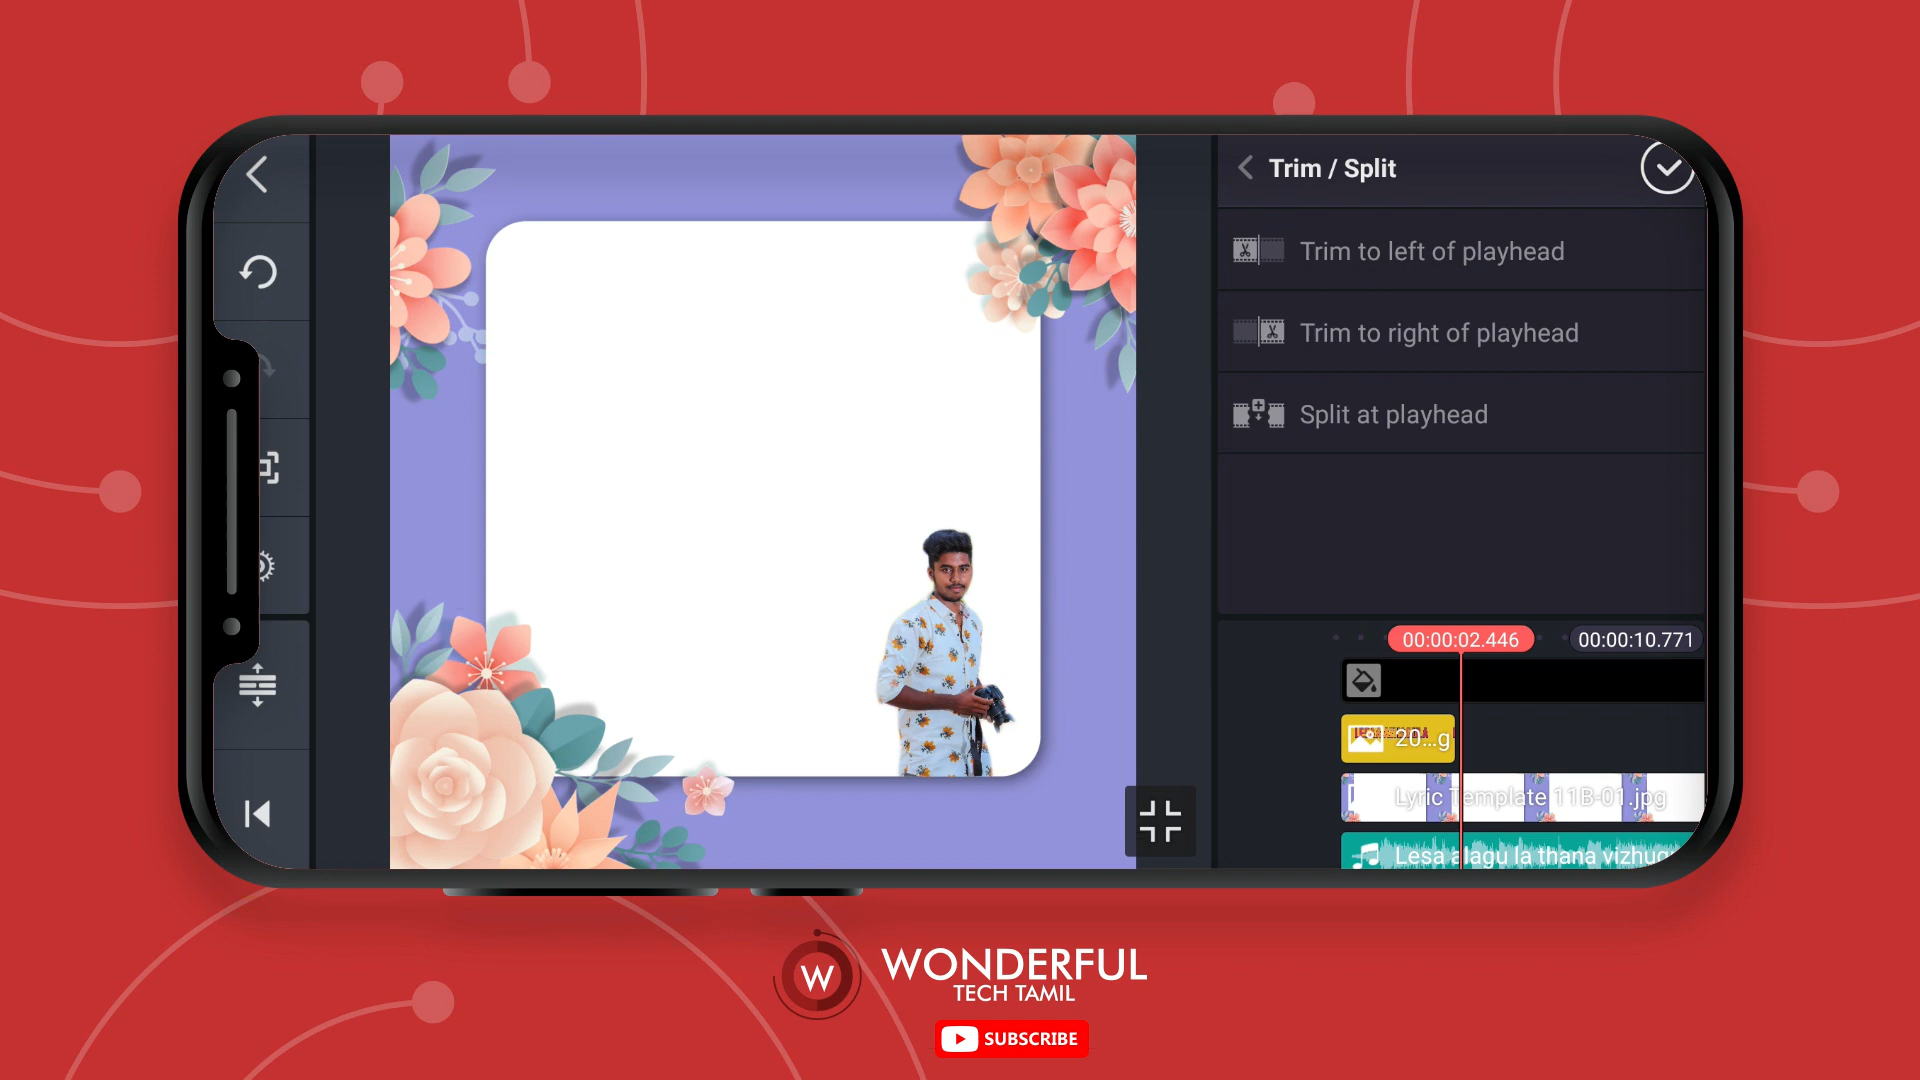 Trim / Split
Trim to left of playhead
Trim to right of playhead
Split at playhead
00:00:02.446
00:00:10.771
20...g
Lyric Template 11B-01.jpg
Lesa alagu la thana vizhugu
W
WONDERFUL
TECH TAMIL
SUBSCRIBE